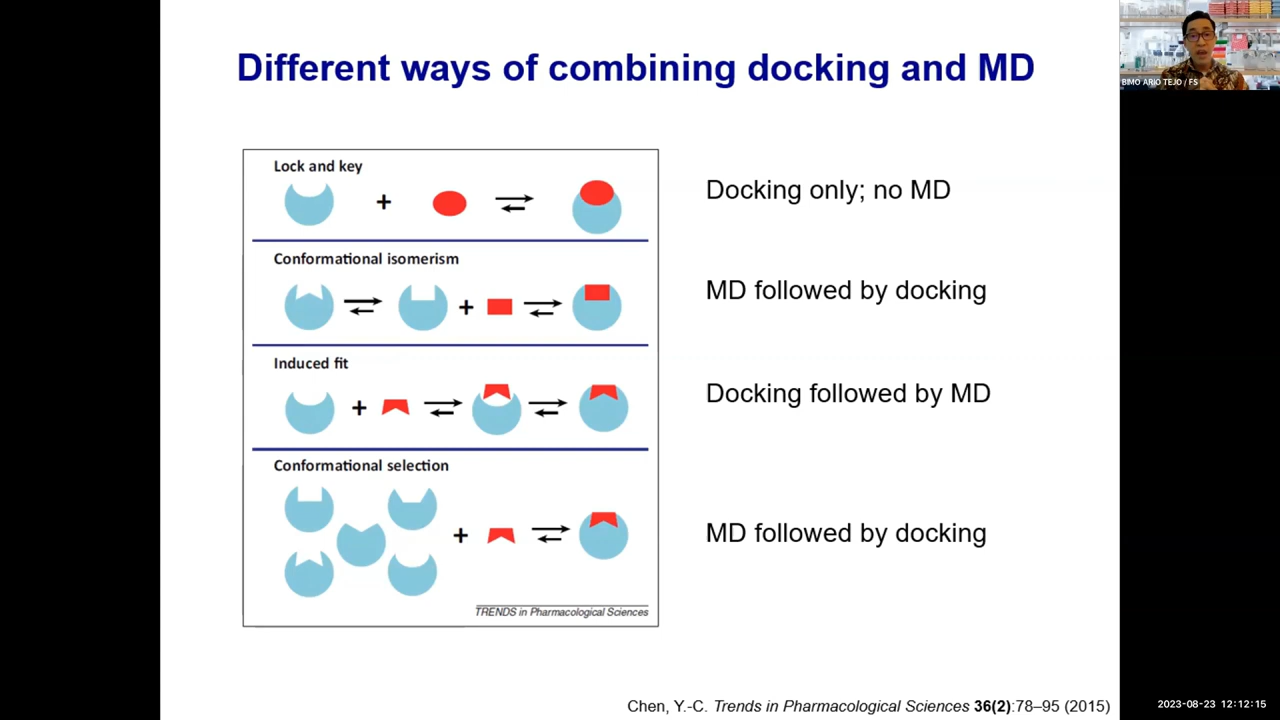 Different ways of combining docking and MD
BIMO ARIO TEJO / FS
Lock and key
+
Docking only; no MD
Conformational isomerism
+
MD followed by docking
Induced fit
+
Docking followed by MD
Conformational selection
+
MD followed by docking
TRENDS in Pharmacological Sciences
Chen, Y.-C. Trends in Pharmacological Sciences 36(2):78–95 (2015)
2023-08-23 12:12:15